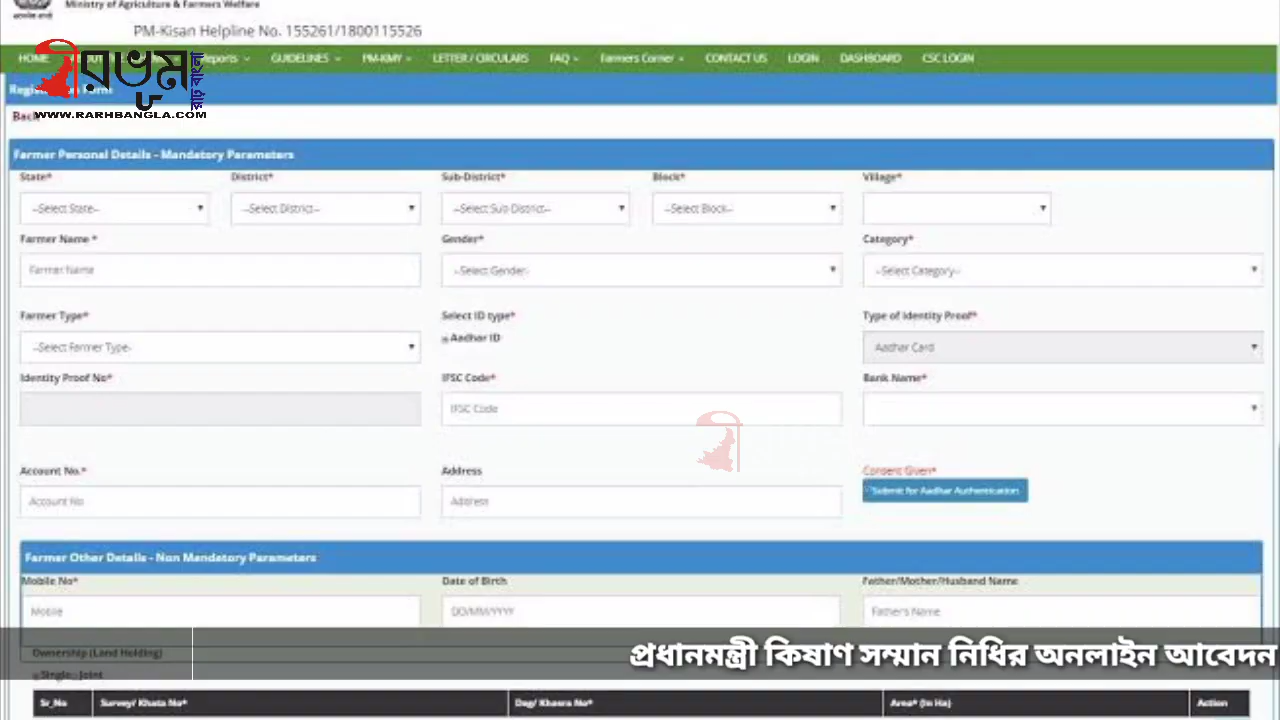 Ministry of Agriculture & Farmers Welfare
PM-Kisan Helpline No. 155261/1800115526
HOME Reports GUIDELINES PM-KMY LETTER / CIRCULARS FAQ Farmers Corner CONTACT US LOGIN DASHBOARD CSC LOGIN
রাঢ় বাংলা
Form
Back
WWW.RARHBANGLA.COM
Farmer Personal Details - Mandatory Parameters
State* District* Sub-District* Block* Village*
--Select State-- --Select District-- --Select Sub District-- --Select Block--
Farmer Name * Gender* Category*
Farmer Name --Select Gender- --Select Category--
Farmer Type* Select ID type* Type of Identity Proof*
Aadhar ID
--Select Farmer Type- Aadhar Card
Identity Proof No* IFSC Code* Bank Name*
IFSC Code
Account No.* Address Consent Given*
Submit for Aadhar Authentication
Account No Address
Farmer Other Details - Non Mandatory Parameters
Mobile No* Date of Birth Father/Mother/Husband Name
Mobile DD/MM/YYYY Father's Name
Ownership (Land Holding)
প্রধানমন্ত্রী কিষাণ সম্মান নিধির অনলাইন আবেদন
Single Joint
Sr_No Survey/ Khata No* Dag/ Khasra No* Area* (In Ha) Action